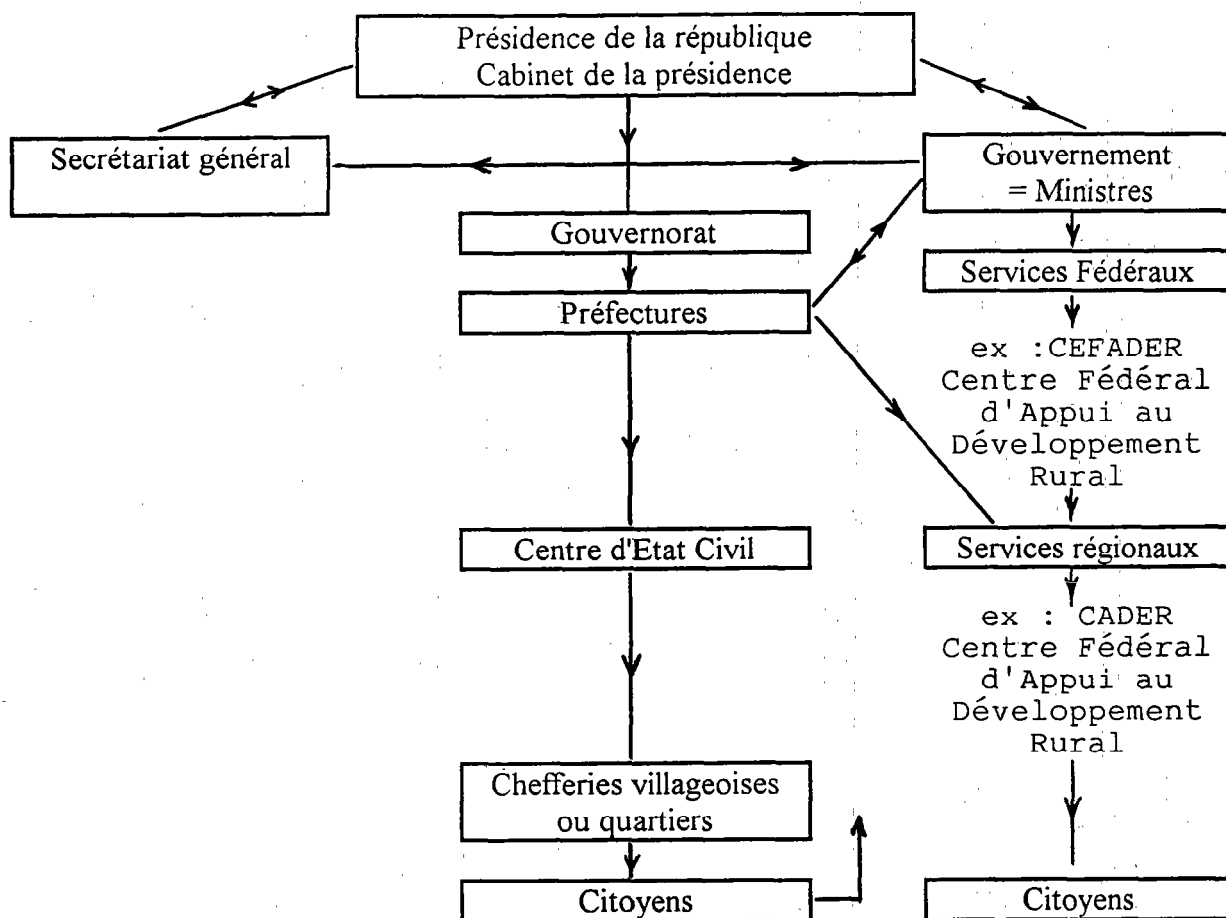 Présidence de la république
Cabinet de la présidence
Secrétariat général
Gouvernement
= Ministres
Gouvernorat
Services Fédéraux
Préfectures
ex :CEFADER
Centre Fédéral
d'Appui au
Développement
Rural
Centre d'Etat Civil
Services régionaux
ex : CADER
Centre Fédéral
d'Appui au
Développement
Rural
Chefferies villageoises
ou quartiers
Citoyens
Citoyens